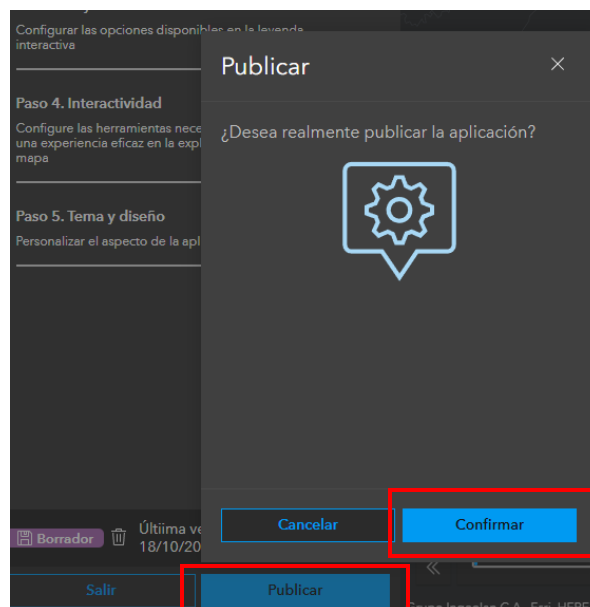 Configurar las opciones disponibles en la leyenda
interactiva
Paso 4. Interactividad
Configure las herramientas nece
una experiencia eficaz en la expl
mapa
Paso 5. Tema y diseño
Personalizar el aspecto de la apl
Publicar
¿Desea realmente publicar la aplicación?
Cancelar
Confirmar
Borrador
Últiima ve
18/10/20
Salir
Publicar